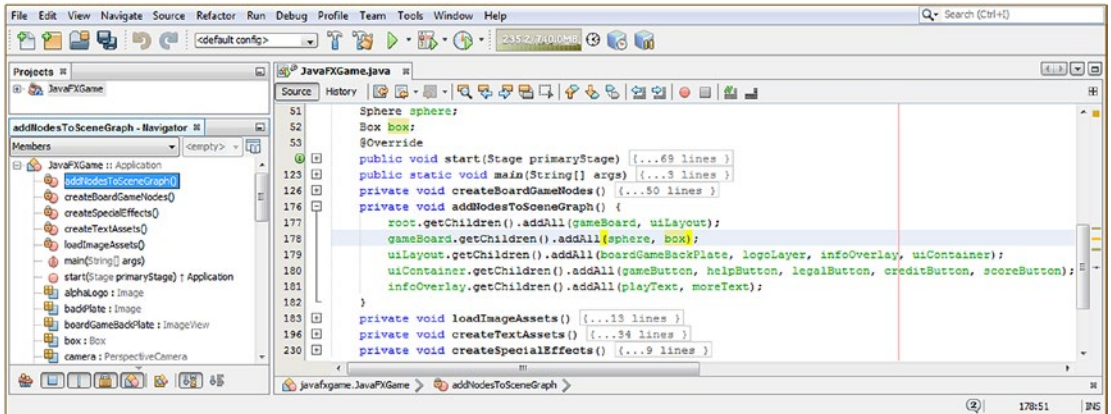 File Edit View Navigate Source Refactor Run Debug Profile Team Tools Window Help
Search (Ctrl+I)
<default config>
235.2/740.0MB
Projects
JavaFXGame
addNodesToSceneGraph - Navigator
Members
<empty>
JavaFXGame :: Application
addNodesToSceneGraph()
createBoardGameNodes()
createSpecialEffects()
createTextAssets()
loadImageAssets()
main(String[] args)
start(Stage primaryStage) ↑ Application
alphaLogo : Image
backPlate : Image
boardGameBackPlate : ImageView
box : Box
camera : PerspectiveCamera
JavaFXGame.java
Source History
51 Sphere sphere;
52 Box box;
53 @Override
public void start(Stage primaryStage) {...69 lines }
123 public static void main(String[] args) {...3 lines }
126 private void createBoardGameNodes() {...50 lines }
176 private void addNodesToSceneGraph() {
177 root.getChildren().addAll(gameBoard, uiLayout);
178 gameBoard.getChildren().addAll(sphere, box);
179 uiLayout.getChildren().addAll(boardGameBackPlate, logoLayer, infoOverlay, uiContainer);
180 uiContainer.getChildren().addAll(gameButton, helpButton, legalButton, creditButton, scoreButton);
181 infoOverlay.getChildren().addAll(playText, moreText);
182 }
183 private void loadImageAssets() {...13 lines }
196 private void createTextAssets() {...34 lines }
230 private void createSpecialEffects() {...9 lines }
javafxgame.JavaFXGame
addNodesToSceneGraph
2
178:51
INS